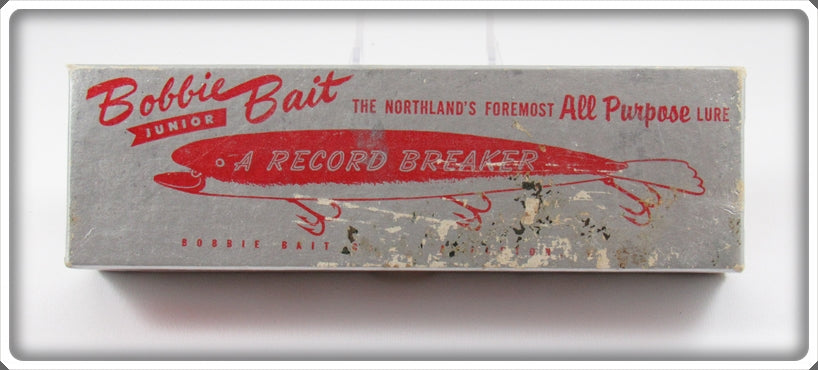 Bobbie Bait
JUNIOR
THE NORTHLAND'S FOREMOST All Purpose LURE
A RECORD BREAKER
BOBBIE BAIT